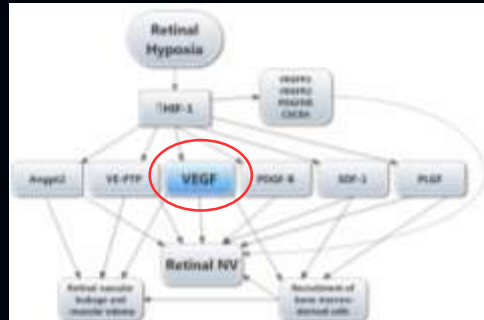 Retinal
Hypoxia
↑HIF-1
VEGFR1
VEGFR2
PDGFRB
CXCR4
Angpt2
VE-PTP
VEGF
PDGF-B
SDF-1
PLGF
Retinal NV
Retinal vascular
leakage and
macular edema
Recruitment of
bone marrow-
derived cells